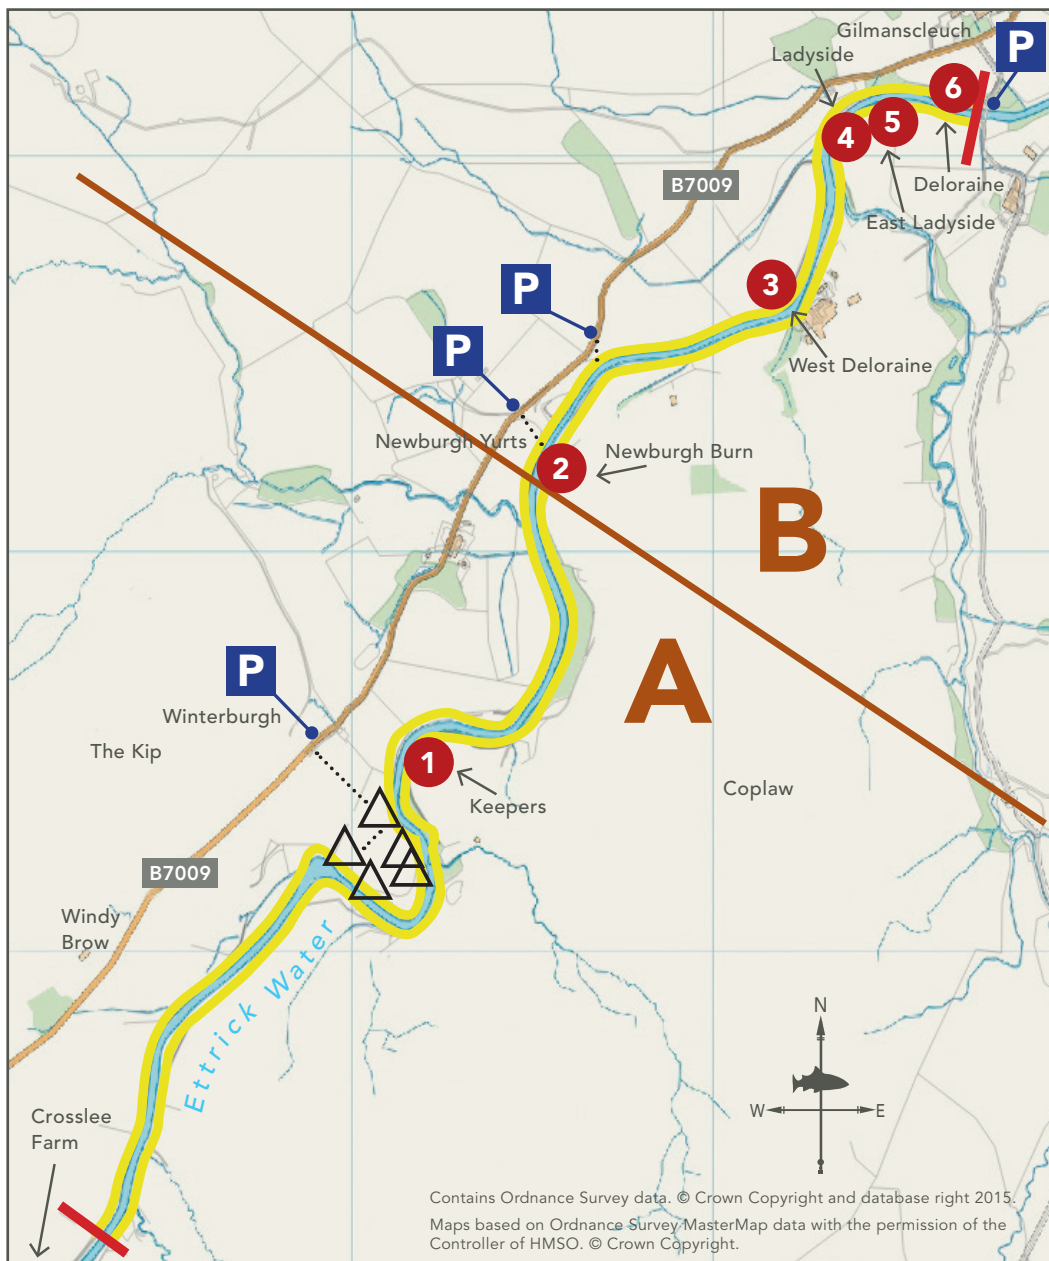 Gilmanscleuch
P
Ladyside
6
5
4
B7009
Deloraine
East Ladyside
P
3
P
West Deloraine
Newburgh Yurts
2
Newburgh Burn
B
A
P
Winterburgh
The Kip
1
Keepers
Coplaw
B7009
Windy
Brow
Ettrick Water
N
W
E
Crosslee
Farm
Contains Ordnance Survey data. © Crown Copyright and database right 2015.
Maps based on Ordnance Survey MasterMap data with the permission of the
Controller of HMSO. © Crown Copyright.